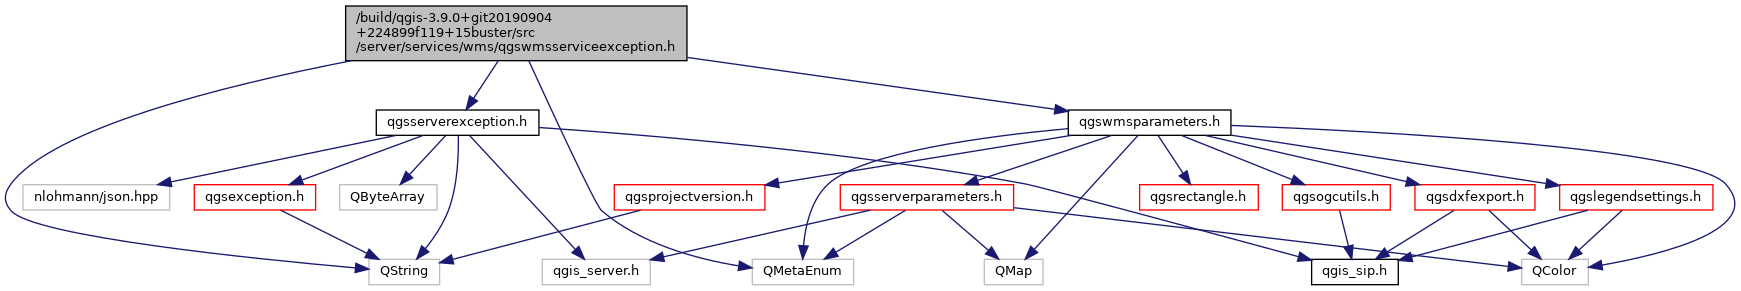 /build/qgis-3.9.0+git20190904
+224899f119+15buster/src
/server/services/wms/qgswmsserviceexception.h
qgsserverexception.h
qgswmsparameters.h
nlohmann/json.hpp
qgsexception.h
QByteArray
qgsprojectversion.h
qgsserverparameters.h
qgsrectangle.h
qgsogcutils.h
qgsdxfexport.h
qgslegendsettings.h
QString
qgis_server.h
QMetaEnum
QMap
qgis_sip.h
QColor